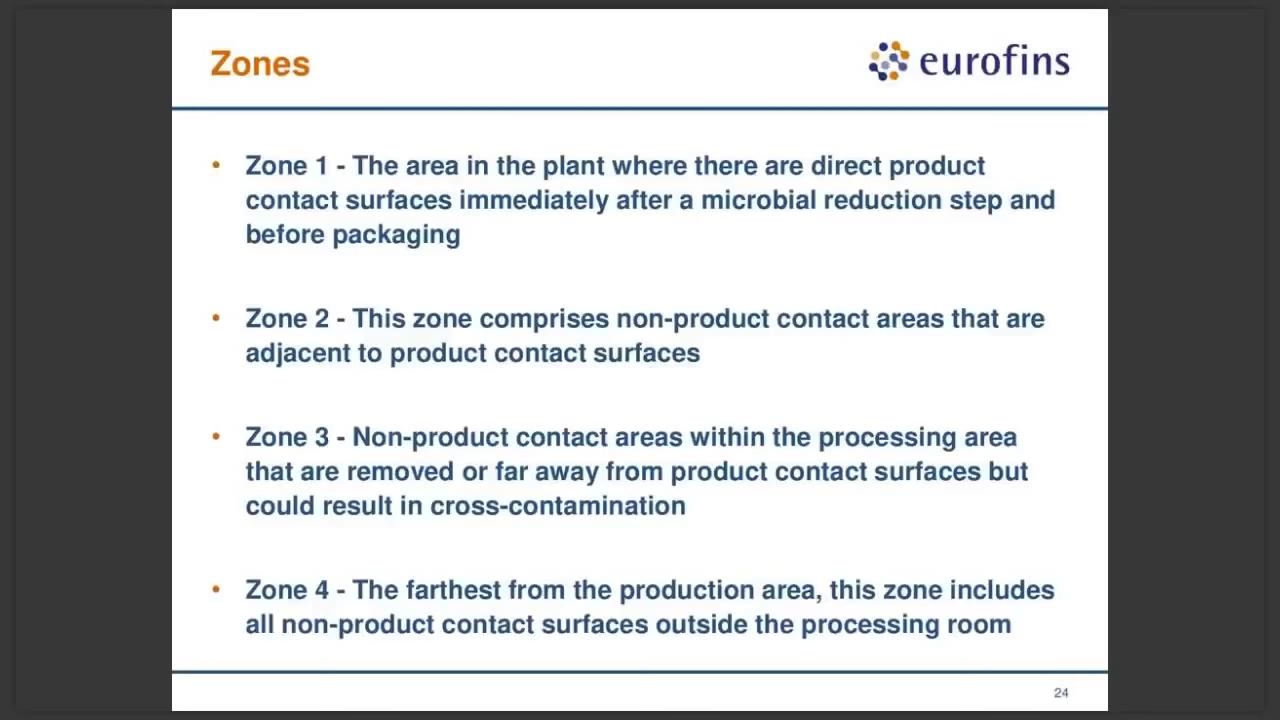 Zones
eurofins
• Zone 1 - The area in the plant where there are direct product
contact surfaces immediately after a microbial reduction step and
before packaging
• Zone 2 - This zone comprises non-product contact areas that are
adjacent to product contact surfaces
• Zone 3 - Non-product contact areas within the processing area
that are removed or far away from product contact surfaces but
could result in cross-contamination
• Zone 4 - The farthest from the production area, this zone includes
all non-product contact surfaces outside the processing room
24